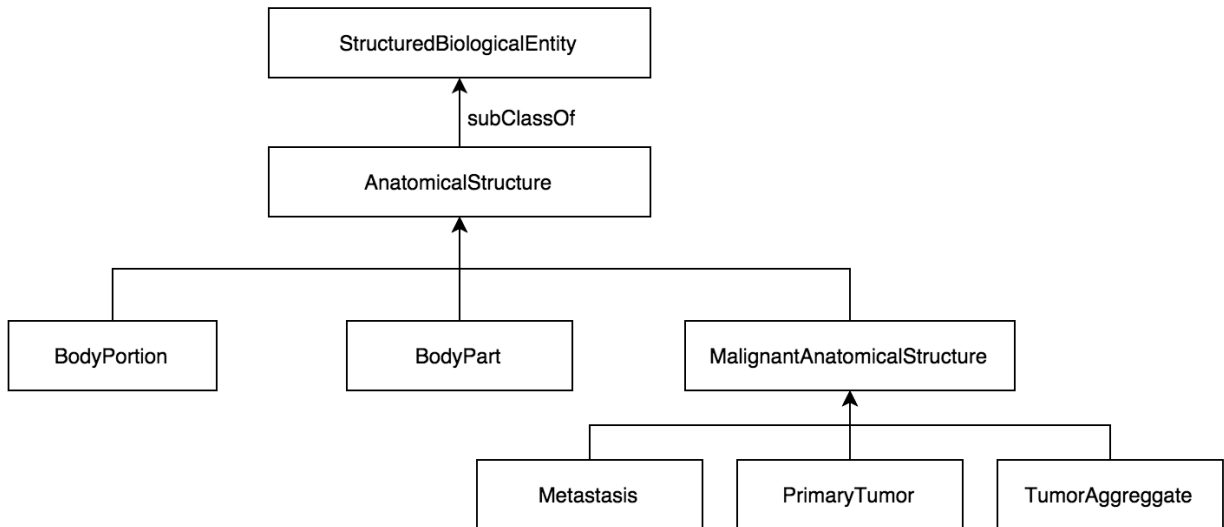 StructuredBiologicalEntity
subClassOf
AnatomicalStructure
BodyPortion
BodyPart
MalignantAnatomicalStructure
Metastasis
PrimaryTumor
TumorAggreggate